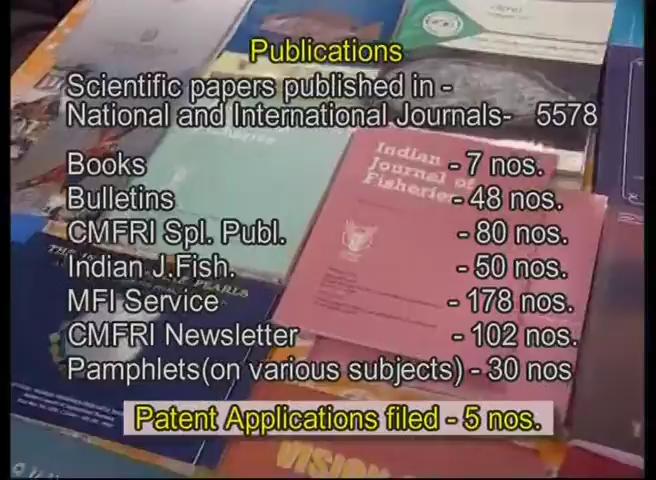 Publications
Scientific papers published in -
National and International Journals- 5578
Books - 7 nos.
Bulletins - 48 nos.
CMFRI Spl. Publ. - 80 nos.
Indian J.Fish. - 50 nos.
MFI Service - 178 nos.
CMFRI Newsletter - 102 nos.
Pamphlets(on various subjects) - 30 nos
Patent Applications filed - 5 nos.
Indian
Journal of
Fisheries
VISION